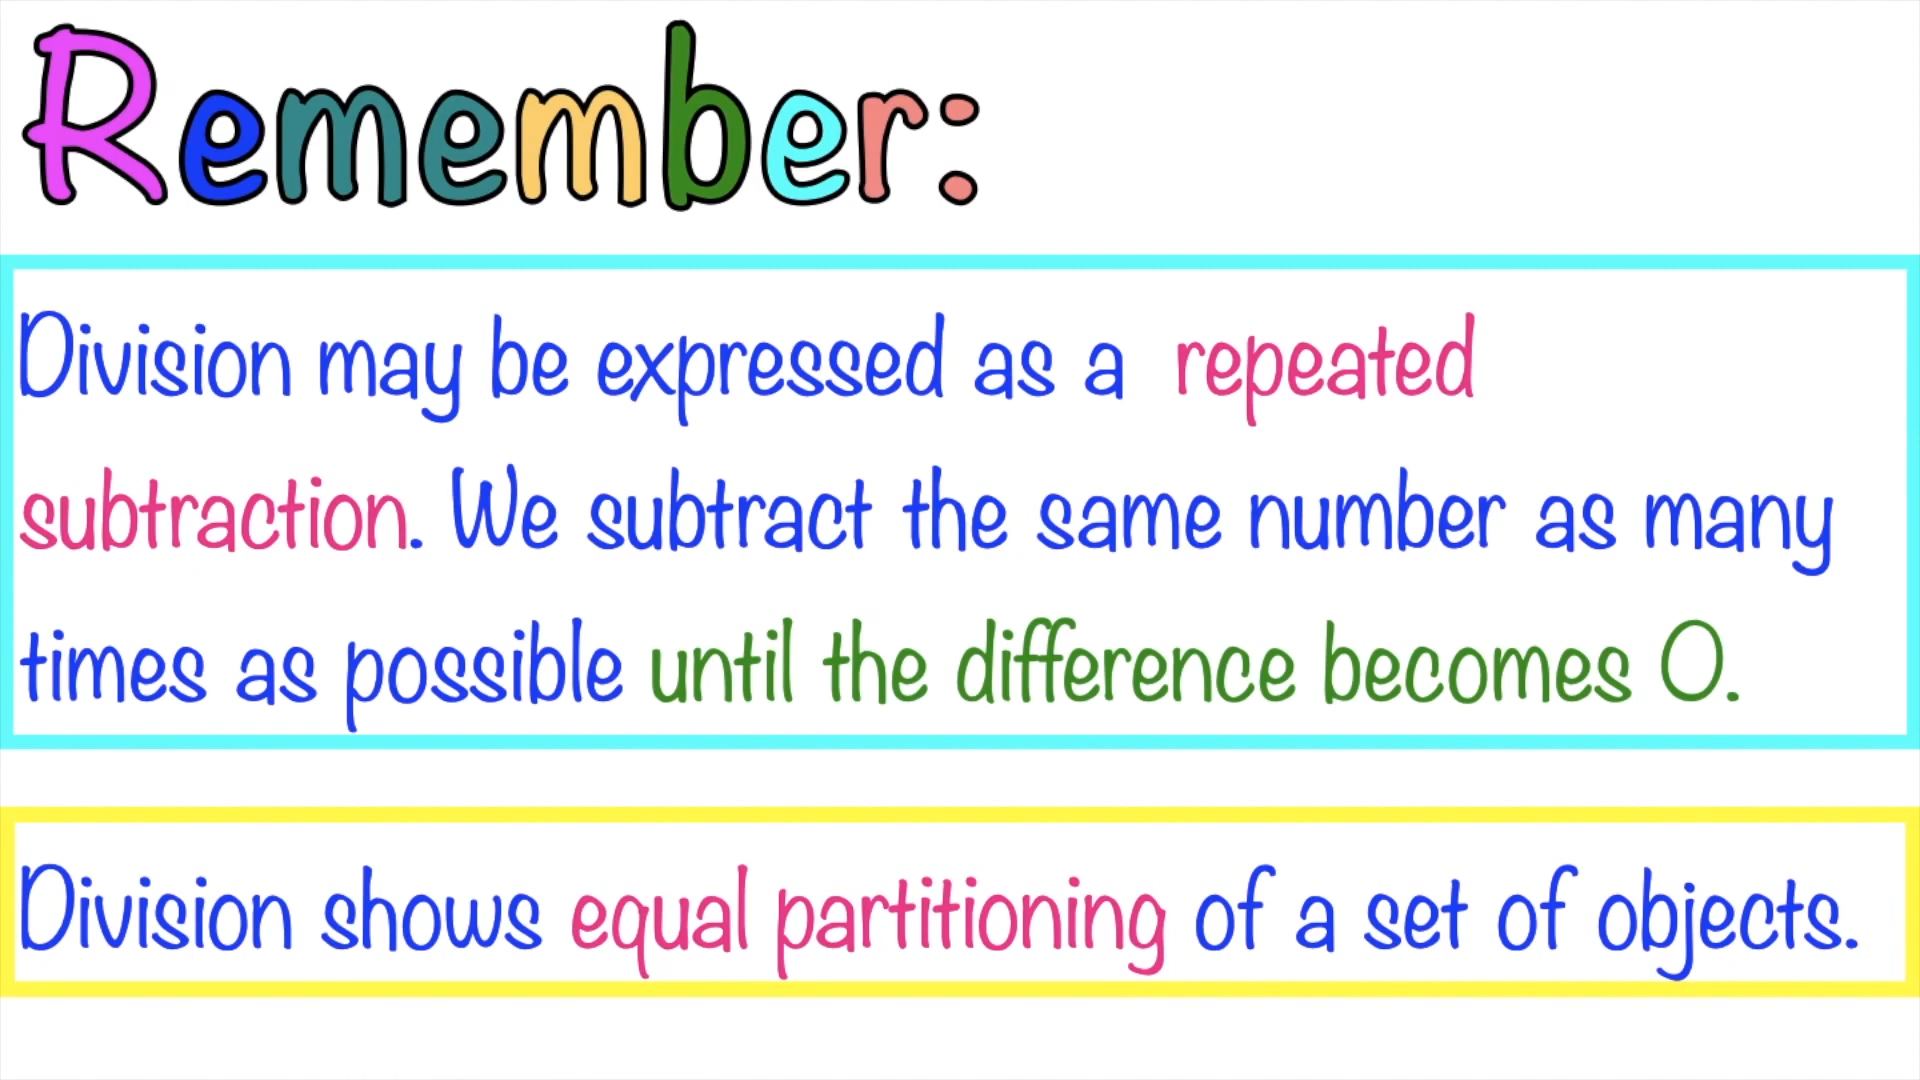 Remember:
Division may be expressed as a repeated
subtraction. We subtract the same number as many
times as possible until the difference becomes 0.
Division shows equal partitioning of a set of objects.